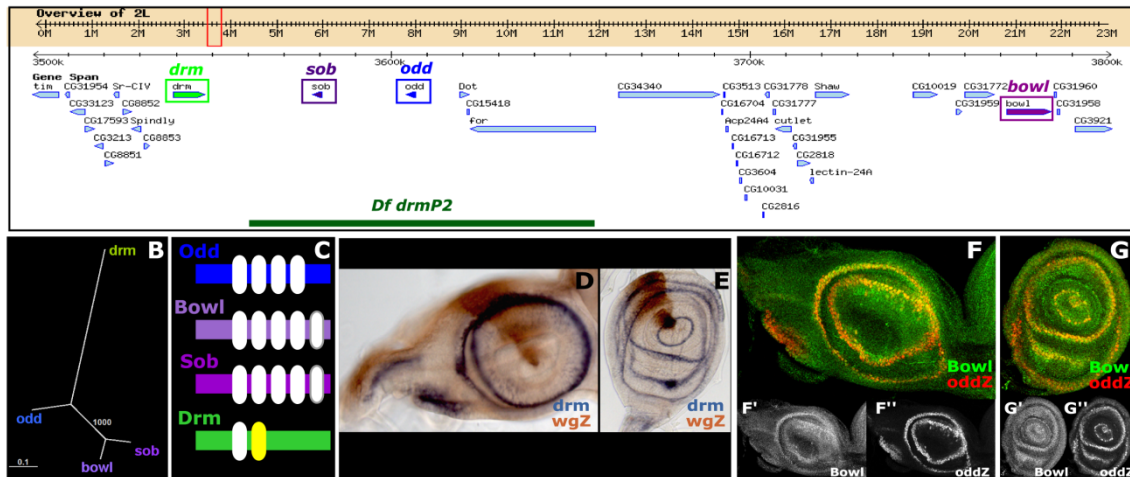 Overview of 2L
0M 1M 2M 3M 4M 5M 6M 7M 8M 9M 10M 11M 12M 13M 14M 15M 16M 17M 18M 19M 20M 21M 22M 23M
3500k 3600k 3700k 3800k
Gene Span
drm sob odd bowl
tim CG31954 Sr-CIV drm sob odd Dot CG34340 CG3513 CG31778 Shaw CG10019 CG31772 bowl CG31960
CG33123 CG8852 CG15418 CG16704 CG31777 CG31959 CG31958
CG17593 Spindly for Acp24A4 cutlet CG3921
CG3213 CG8853 CG16713 CG31955
CG8851 CG16712 CG2818
CG3604 lectin-24A
CG10031
CG2816
Df drmP2
B
drm
odd
1000
sob
bowl
0.1
C
Odd
Bowl
Sob
Drm
D
drm
wgZ
E
drm
wgZ
F
Bowl
oddZ
F'
Bowl
F''
oddZ
G
Bowl
oddZ
G'
Bowl
G''
oddZ